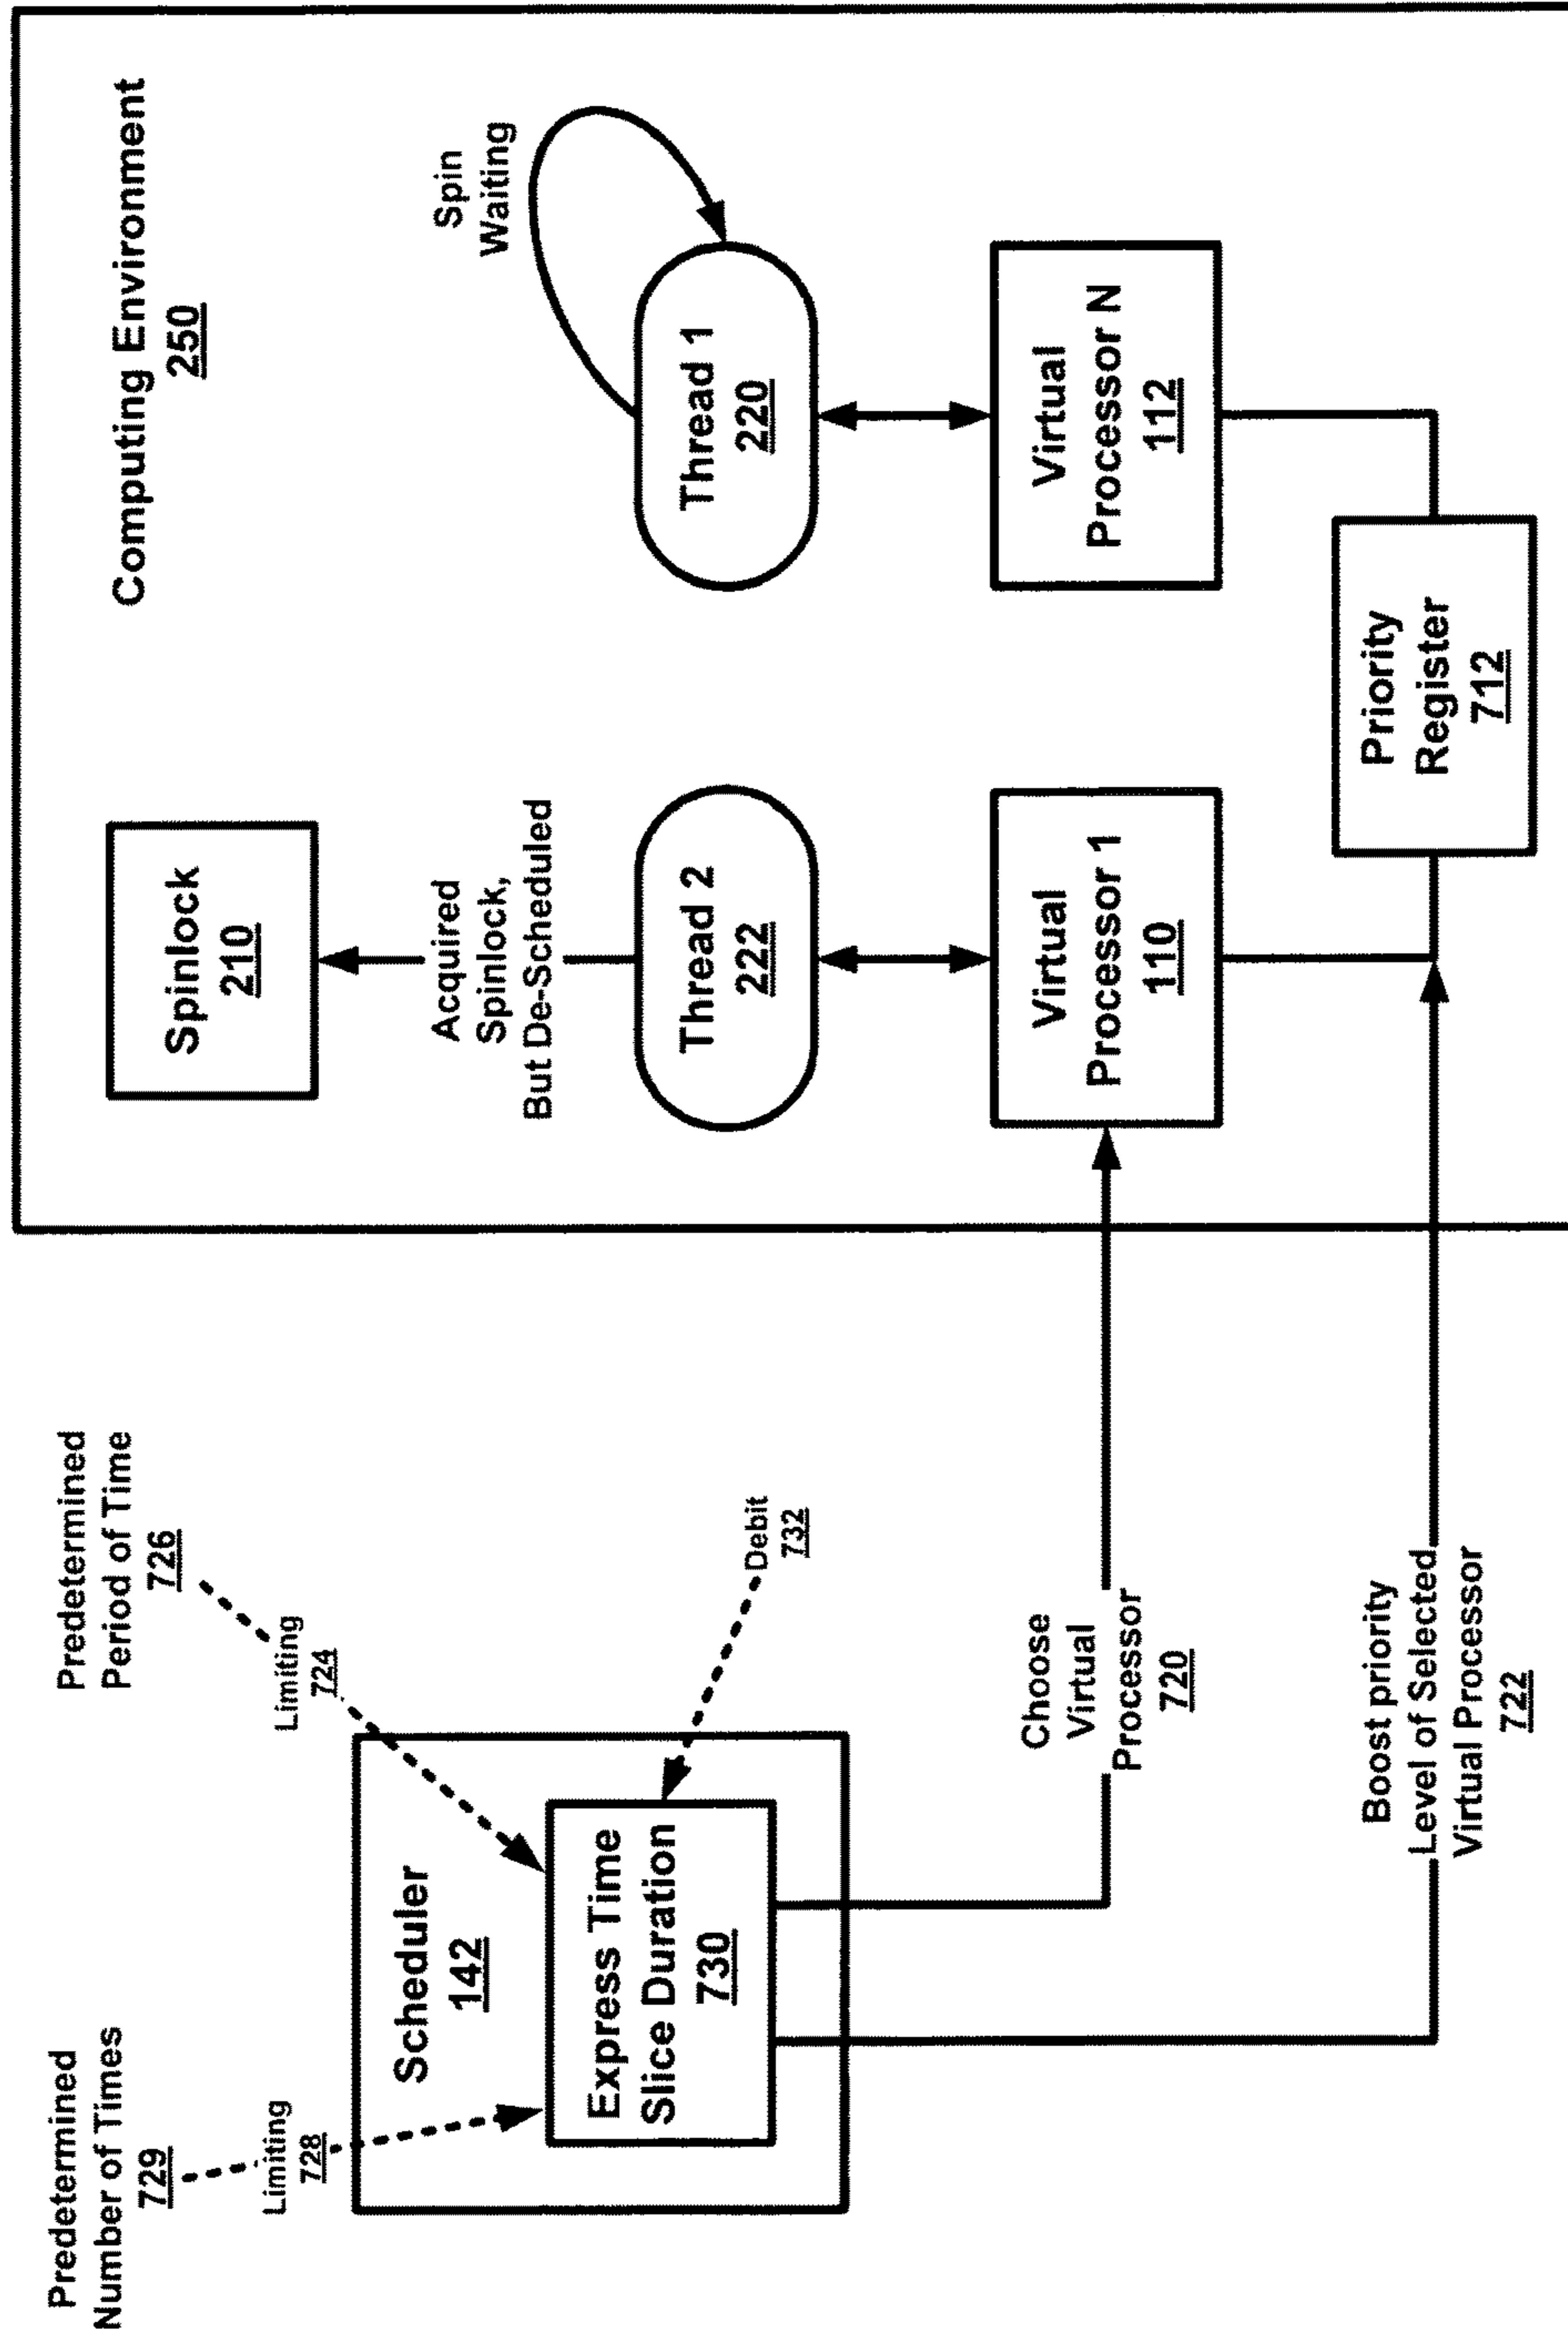 Predetermined
Number of Times
729
Limiting
728
Predetermined
Period of Time
726
Limiting
724
Scheduler
142
Express Time
Slice Duration
730
Debit
732
Choose
Virtual
Processor
720
Boost priority
Level of Selected
Virtual Processor
722
Computing Environment
250
Spinlock
210
Acquired
Spinlock,
But De-Scheduled
Thread 2
222
Virtual
Processor 1
110
Spin
Waiting
Thread 1
220
Virtual
Processor N
112
Priority
Register
712